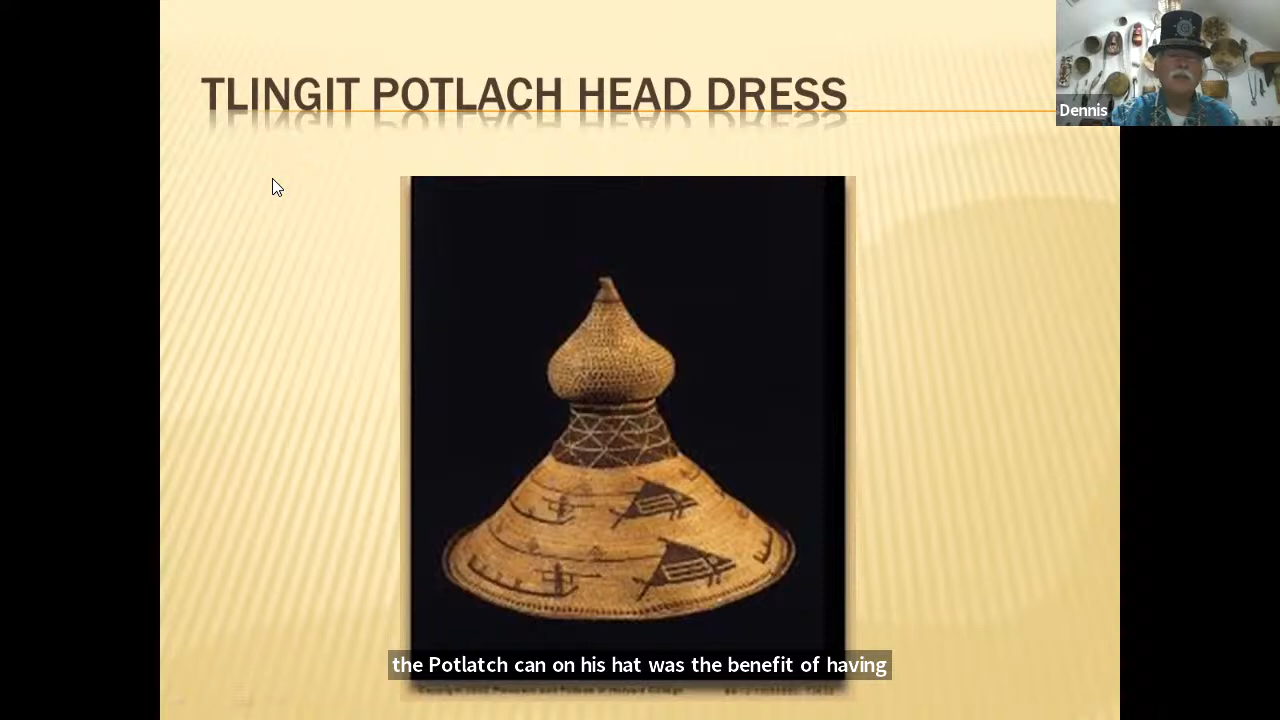 TLINGIT POTLACH HEAD DRESS
Dennis
the Potlatch can on his hat was the benefit of having